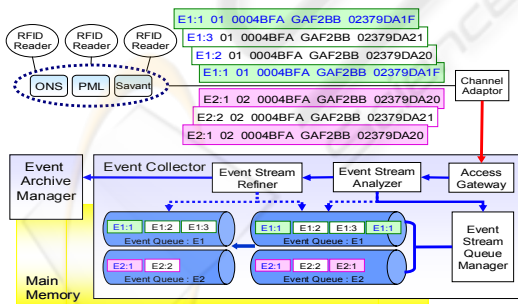 RFID Reader
RFID Reader
RFID Reader
ONS
PML
Savant
E1:1 01 0004BFA GAF2BB 02379DA1F
E1:3 01 0004BFA GAF2BB 02379DA21
E1:2 01 0004BFA GAF2BB 02379DA20
E1:1 01 0004BFA GAF2BB 02379DA1F
E2:1 02 0004BFA GAF2BB 02379DA20
E2:2 02 0004BFA GAF2BB 02379DA21
E2:1 02 0004BFA GAF2BB 02379DA20
Channel
Adaptor
Event
Archive
Manager
Event Collector
Event Stream
Refiner
Event Stream
Analyzer
Access
Gateway
E1:1 E1:2 E1:3
Event Queue : E1
E2:1 E2:2
Event Queue : E2
E1:1 E1:2 E1:3 E1:1
Event Queue : E1
E2:1 E2:2 E2:1
Event Queue : E2
Event
Stream
Queue
Manager
Main
Memory